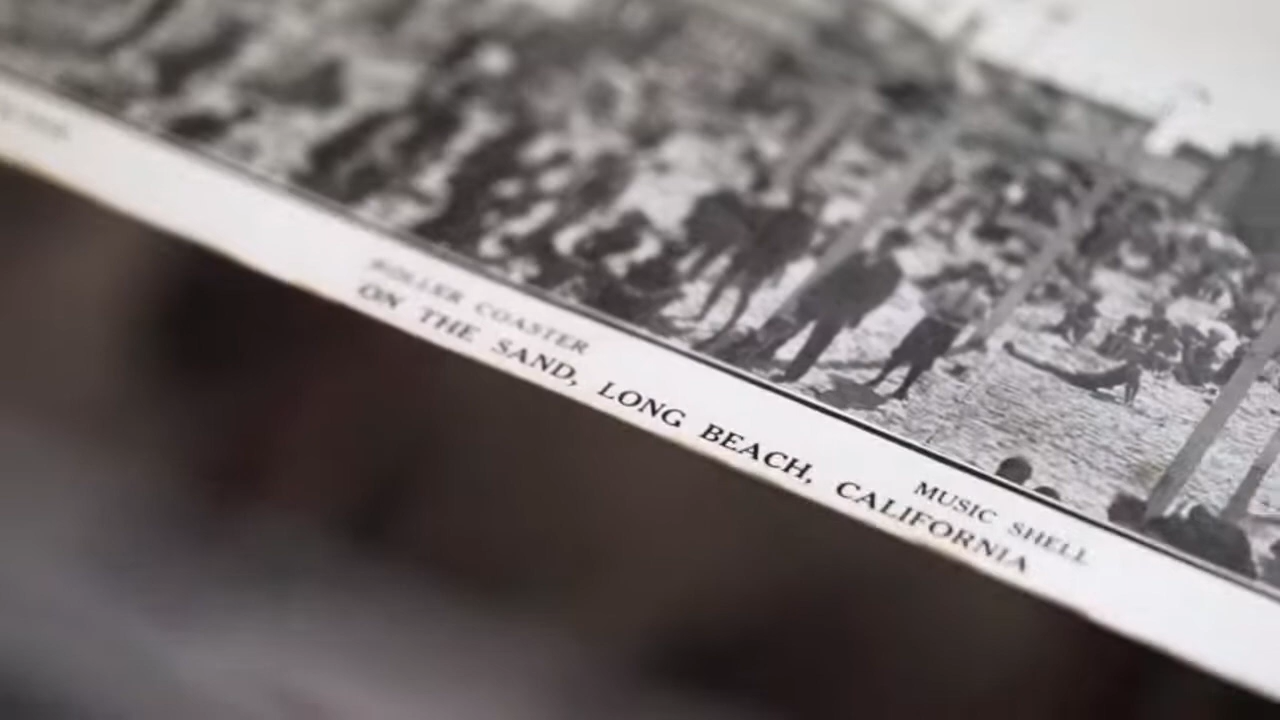 ROLLER COASTER
MUSIC SHELL
ON THE SAND, LONG BEACH, CALIFORNIA